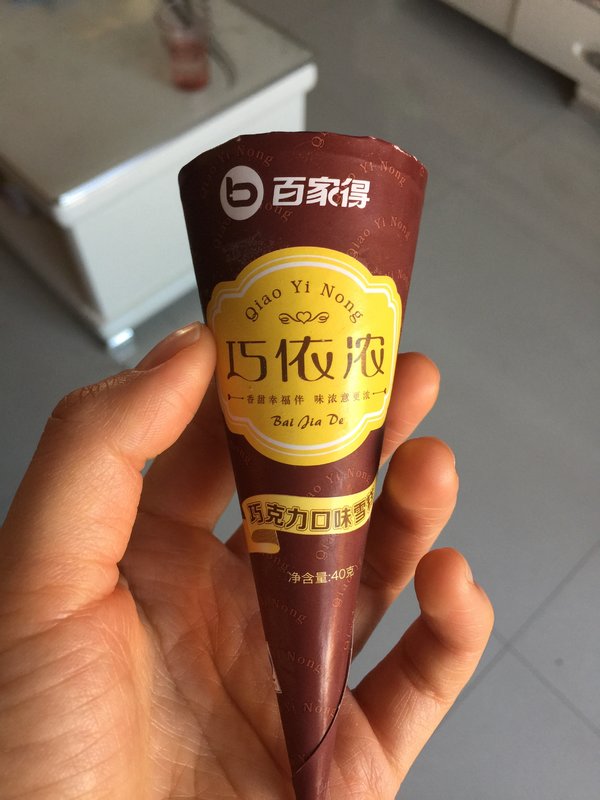 百家得
Qiao Yi Nong
巧依浓
香甜幸福伴 味浓意更浓
Bai Jia De
巧克力口味雪糕
净含量:40克